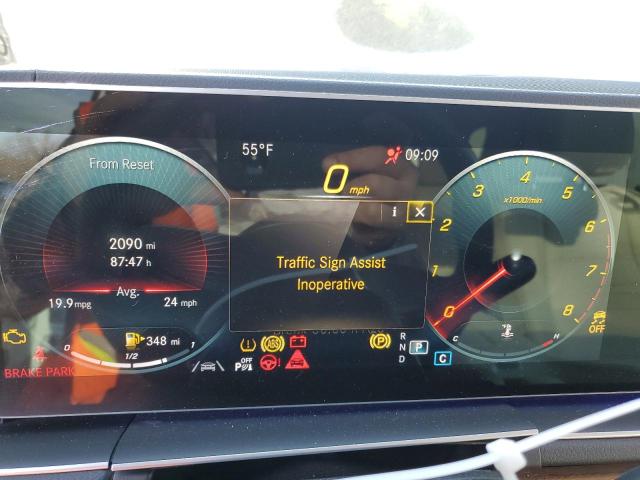 From Reset
2090 mi
87:47 h
Avg.
19.9mpg
24 mph
0
1/2
1
348 mi
BRAKE PARK
55°F
09:09
0 mph
i
Traffic Sign Assist
Inoperative
OFF
P
ABS
P
R
N P
D C
x1000/min
0
1
2
3
4
5
6
7
8
C
H
OFF